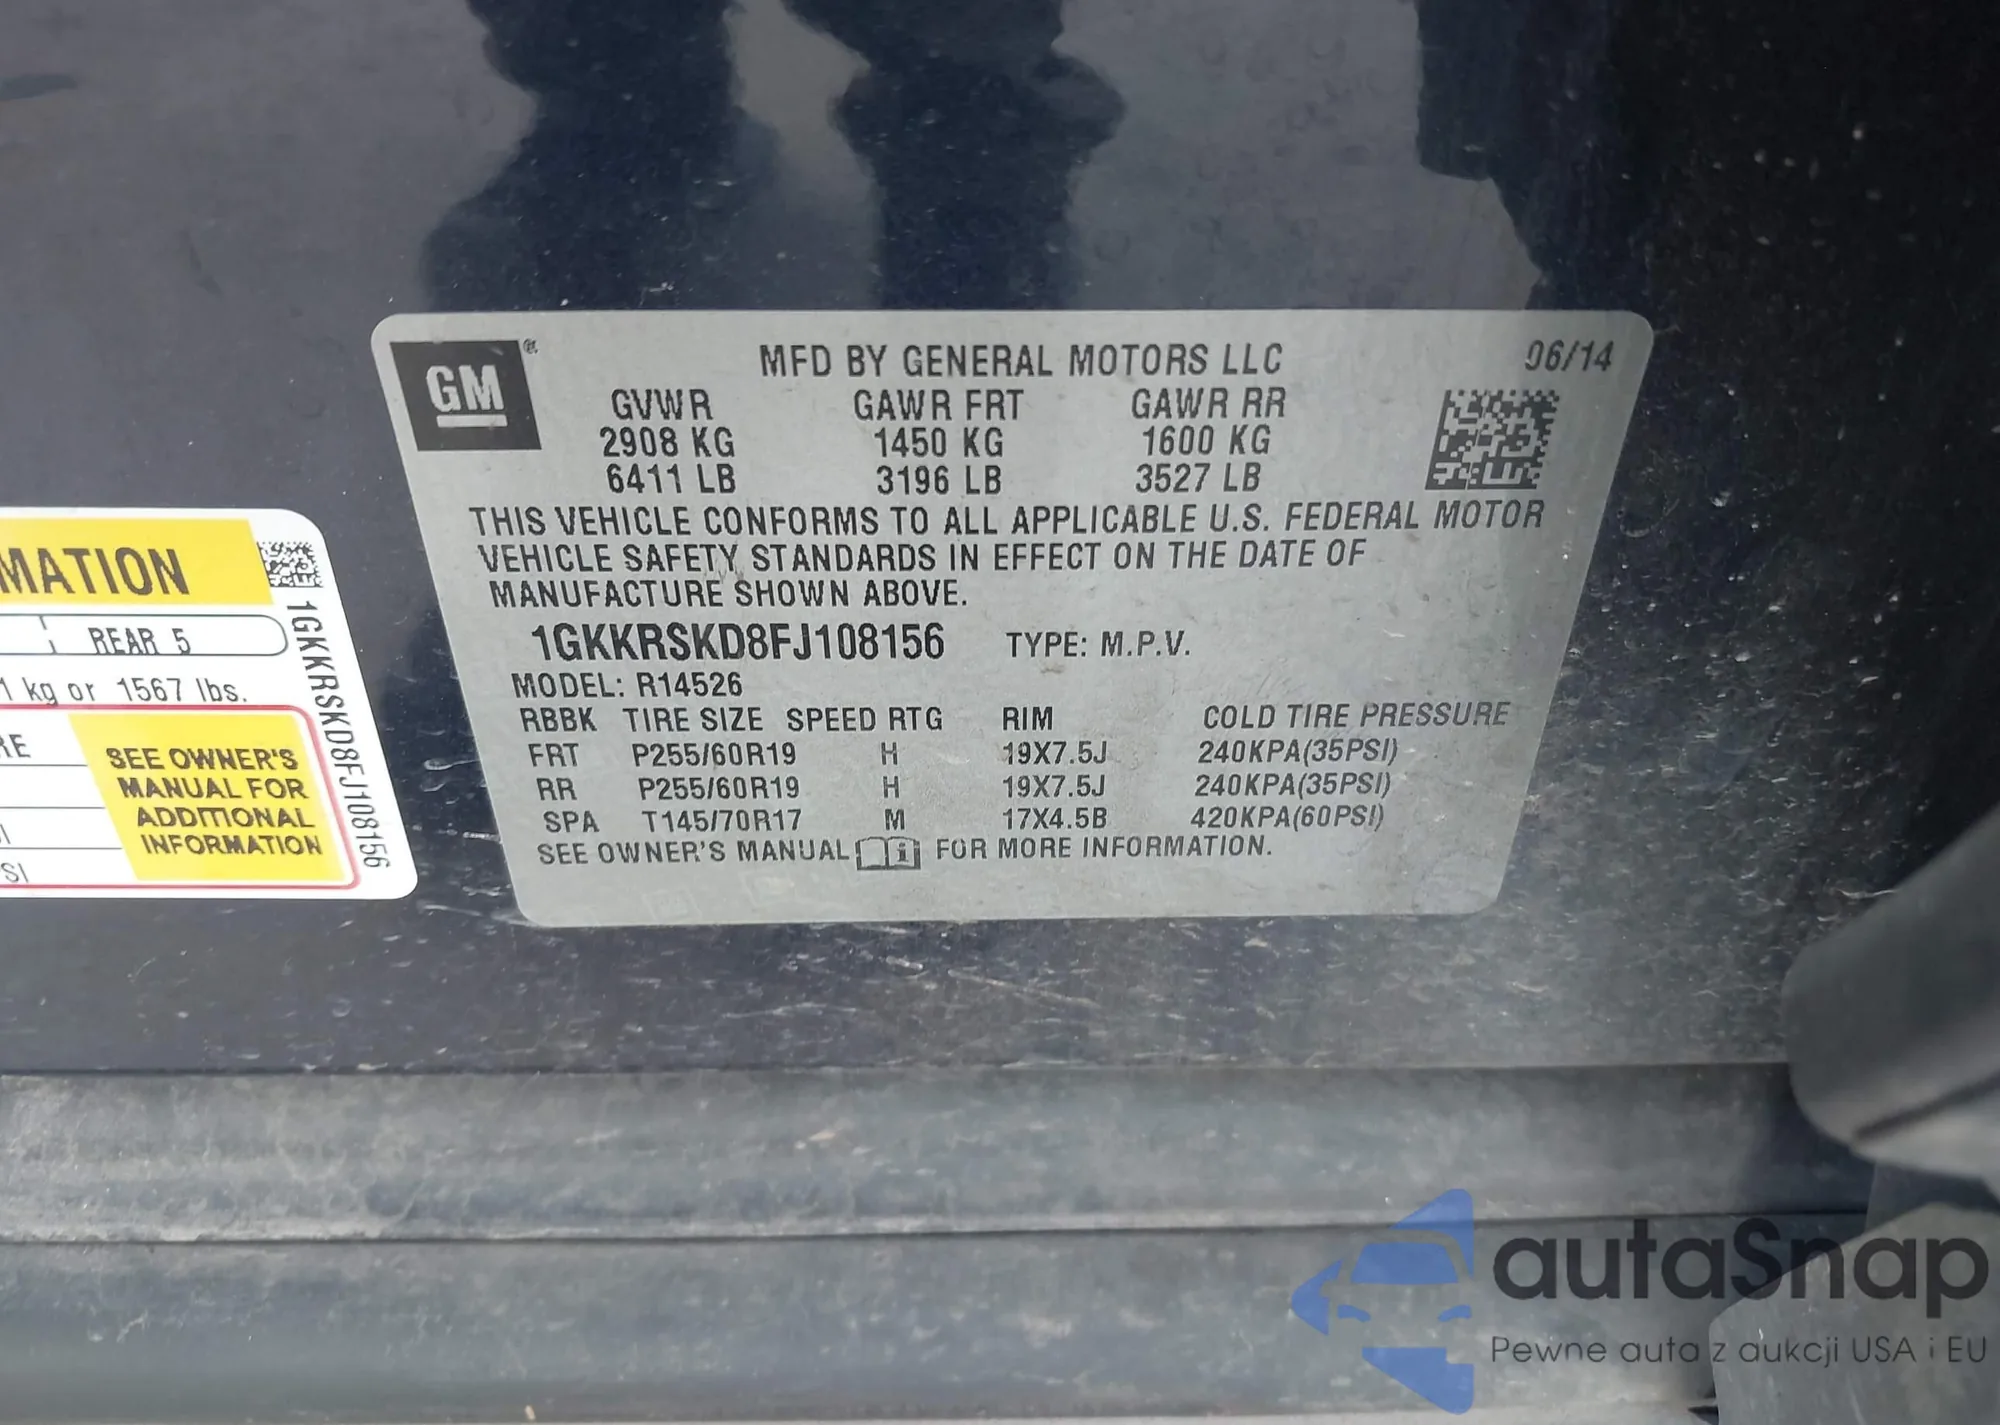 GM®
MFD BY GENERAL MOTORS LLC 06/14
GVWR GAWR FRT GAWR RR
2908 KG 1450 KG 1600 KG
6411 LB 3196 LB 3527 LB
THIS VEHICLE CONFORMS TO ALL APPLICABLE U.S. FEDERAL MOTOR
VEHICLE SAFETY STANDARDS IN EFFECT ON THE DATE OF
MANUFACTURE SHOWN ABOVE.
1GKKRSKD8FJ108156 TYPE: M.P.V.
MODEL: R14526
RBBK TIRE SIZE SPEED RTG RIM COLD TIRE PRESSURE
FRT P255/60R19 H 19X7.5J 240KPA(35PSI)
RR P255/60R19 H 19X7.5J 240KPA(35PSI)
SPA T145/70R17 M 17X4.5B 420KPA(60PSI)
SEE OWNER'S MANUAL FOR MORE INFORMATION.
MATION
REAR 5
1 kg or 1567 lbs.
RE
SI
SEE OWNER'S
MANUAL FOR
ADDITIONAL
INFORMATION
1GKKRSKD8FJ108156
autaSnap
Pewne auta z aukcji USA i EU